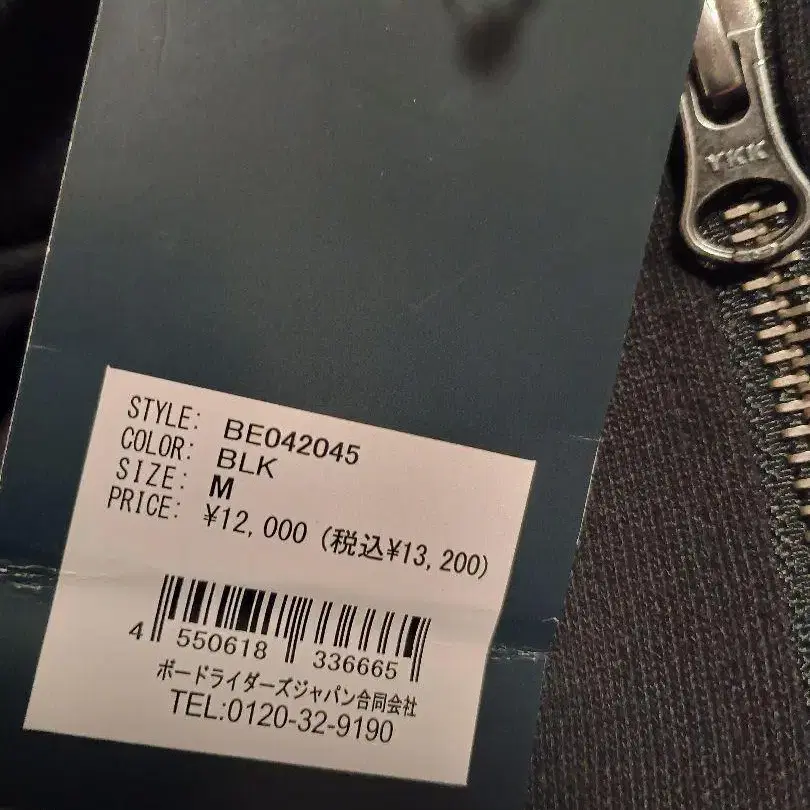 YKK
STYLE: BE042045
COLOR: BLK
SIZE: M
PRICE: ¥12,000 (税込¥13,200)
4 550618 336665
ボードライダーズジャパン合同会社
TEL:0120-32-9190